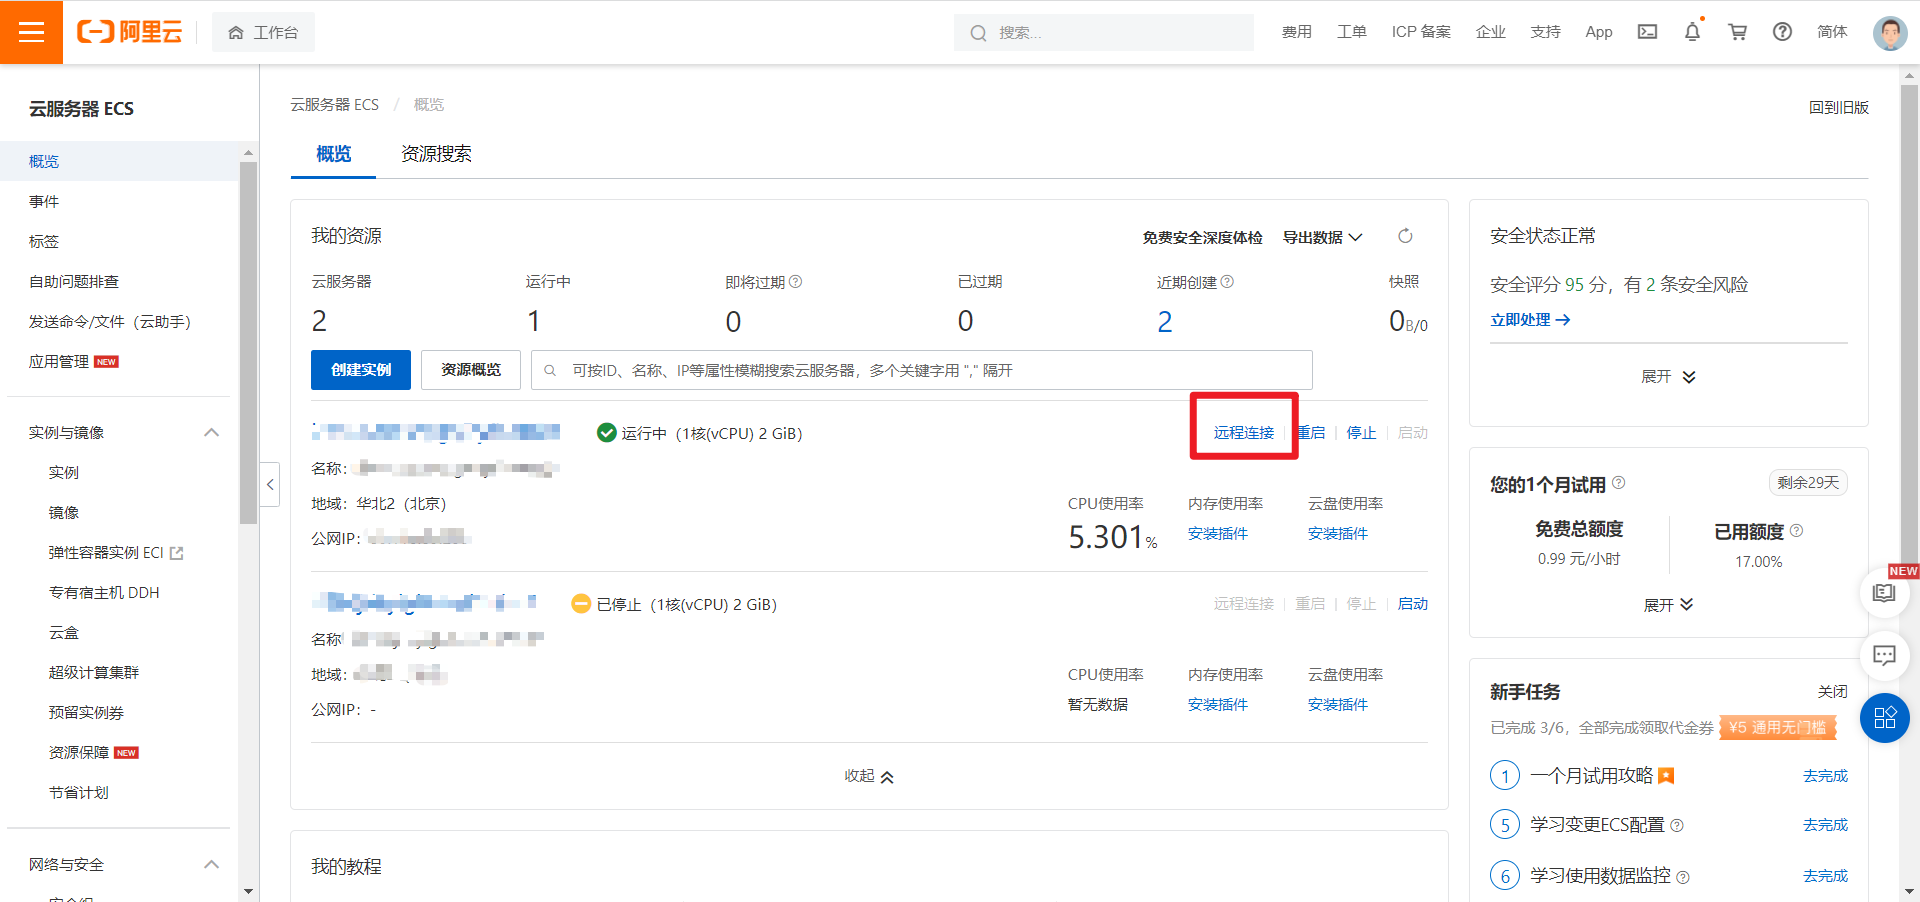 阿里云
工作台
搜索...
费用
工单
ICP 备案
企业
支持
App
简体
云服务器 ECS
概览
事件
标签
自助问题排查
发送命令/文件（云助手）
应用管理 NEW
实例与镜像
实例
镜像
弹性容器实例 ECI
专有宿主机 DDH
云盒
超级计算集群
预留实例券
资源保障 NEW
节省计划
网络与安全
云服务器 ECS / 概览
回到旧版
概览
资源搜索
我的资源
免费安全深度体检
导出数据
云服务器
运行中
即将过期
已过期
近期创建
快照
2
1
0
0
2
0B/0
创建实例
资源概览
可按ID、名称、IP等属性模糊搜索云服务器，多个关键字用 "," 隔开
运行中（1核(vCPU) 2 GiB）
远程连接
重启
停止
启动
名称：
地域：华北2（北京）
公网IP：
CPU使用率
内存使用率
云盘使用率
5.301%
安装插件
安装插件
已停止（1核(vCPU) 2 GiB）
远程连接
重启
停止
启动
名称
地域：
公网IP： -
CPU使用率
内存使用率
云盘使用率
暂无数据
安装插件
安装插件
收起
我的教程
安全状态正常
安全评分 95 分，有 2 条安全风险
立即处理
展开
您的1个月试用
剩余29天
免费总额度
已用额度
0.99 元/小时
17.00%
展开
NEW
新手任务
关闭
已完成 3/6，全部完成领取代金券
¥5 通用无门槛
1 一个月试用攻略
去完成
5 学习变更ECS配置
去完成
6 学习使用数据监控
去完成